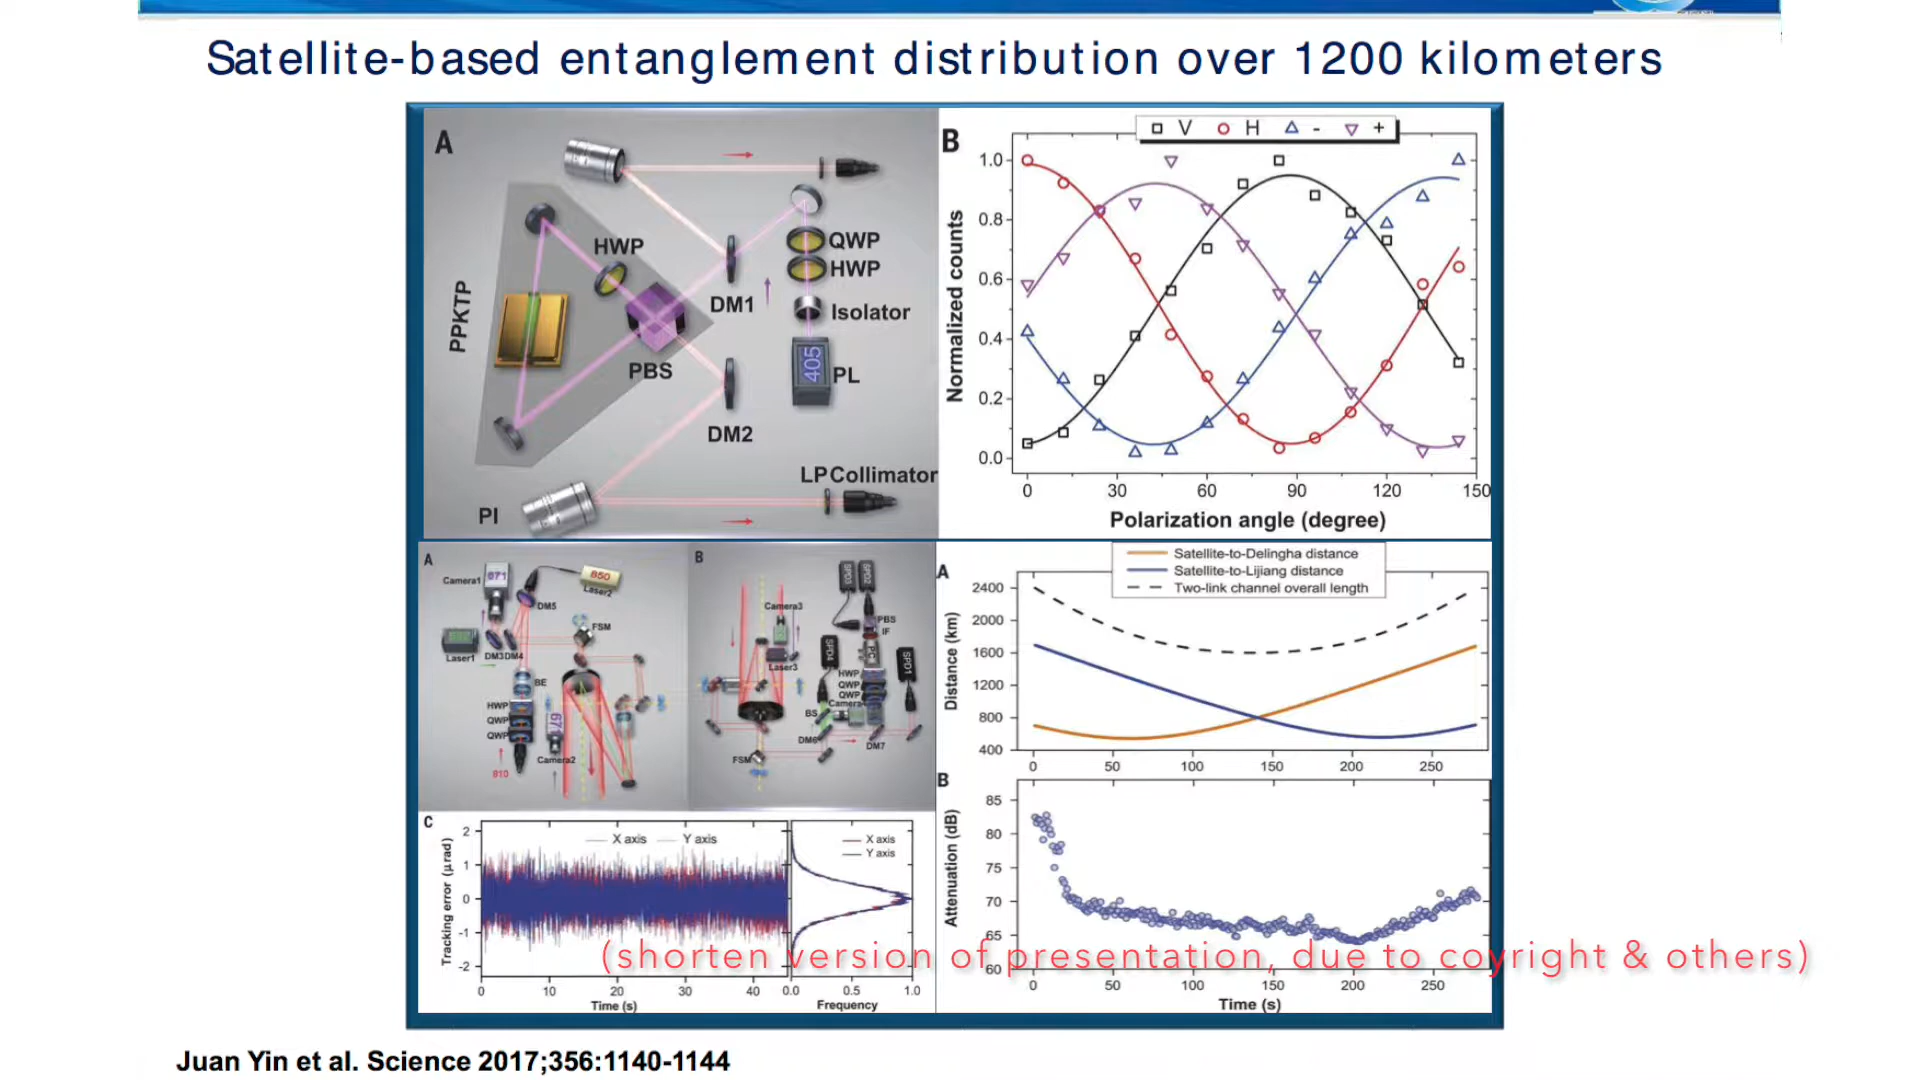 Satellite-based entanglement distribution over 1200 kilometers
A
HWP
PPKTP
PBS
DM1
DM2
QWP
HWP
Isolator
405
PL
LP Collimator
PI
B
V H - +
Normalized counts
1.0
0.8
0.6
0.4
0.2
0.0
0 30 60 90 120 150
Polarization angle (degree)
A
Camera1
671
850
Laser2
DM5
FSM
532
Laser1
DM3 DM4
BE
HWP
QWP
QWP
671
Camera2
810
B
SPD3
SPD2
Camera3
PBS
IF
PC
Laser3
SPD4
SPD1
HWP
QWP
QWP
Camera4
BS
DM6
DM7
FSM
C
Tracking error (μrad)
2
1
0
-1
-2
X axis Y axis
0 10 20 30 40
Time (s)
X axis
Y axis
0.0 0.5 1.0
Frequency
A
Satellite-to-Delingha distance
Satellite-to-Lijiang distance
Two-link channel overall length
Distance (km)
2400
2000
1600
1200
800
400
0 50 100 150 200 250
B
Attenuation (dB)
85
80
75
70
65
60
0 50 100 150 200 250
Time (s)
(shorten version of presentation, due to coyright & others)
Juan Yin et al. Science 2017;356:1140-1144